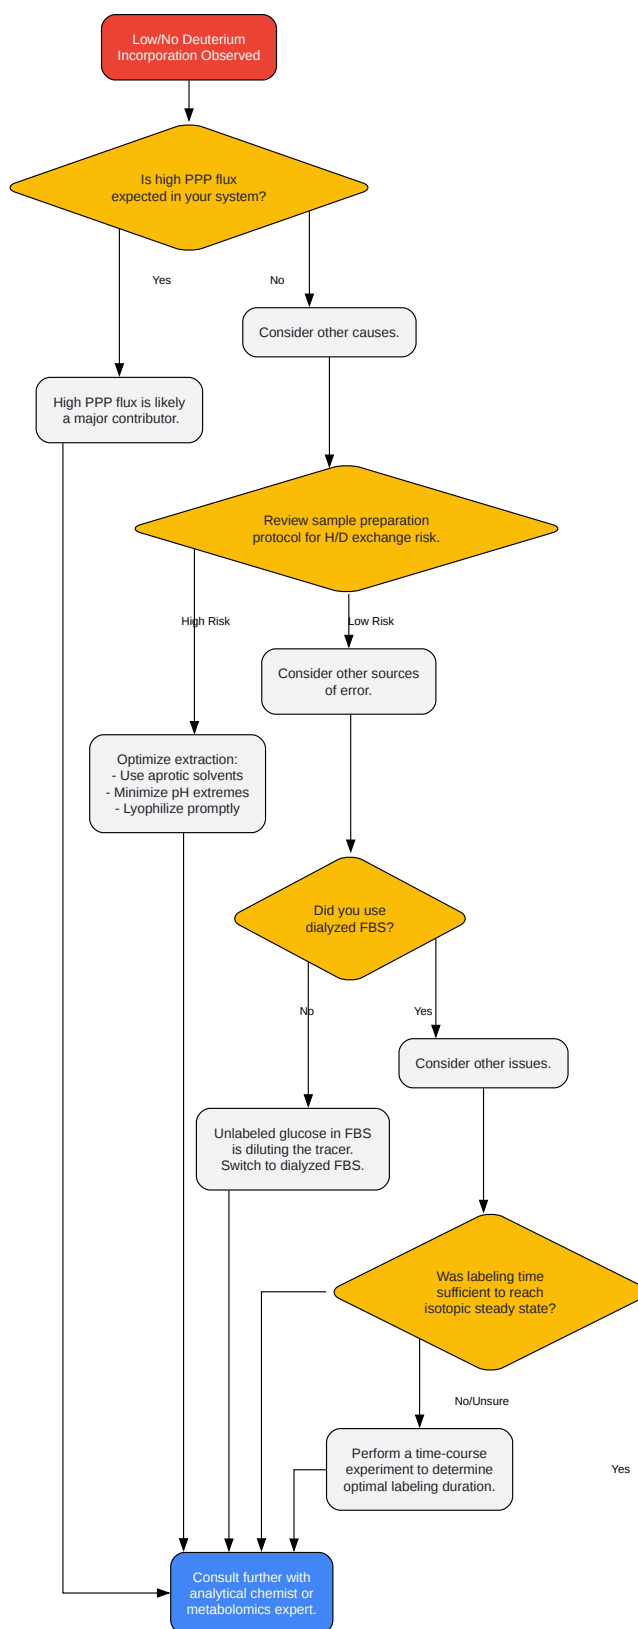 Low/No Deuterium
Incorporation Observed
Is high PPP flux
expected in your system?
Yes
No
Consider other causes.
High PPP flux is likely
a major contributor.
Review sample preparation
protocol for H/D exchange risk.
High Risk
Low Risk
Consider other sources
of error.
Optimize extraction:
- Use aprotic solvents
- Minimize pH extremes
- Lyophilize promptly
Did you use
dialyzed FBS?
No
Yes
Consider other issues.
Unlabeled glucose in FBS
is diluting the tracer.
Switch to dialyzed FBS.
Was labeling time
sufficient to reach
isotopic steady state?
No/Unsure
Perform a time-course
experiment to determine
optimal labeling duration.
Yes
Consult further with
analytical chemist or
metabolomics expert.